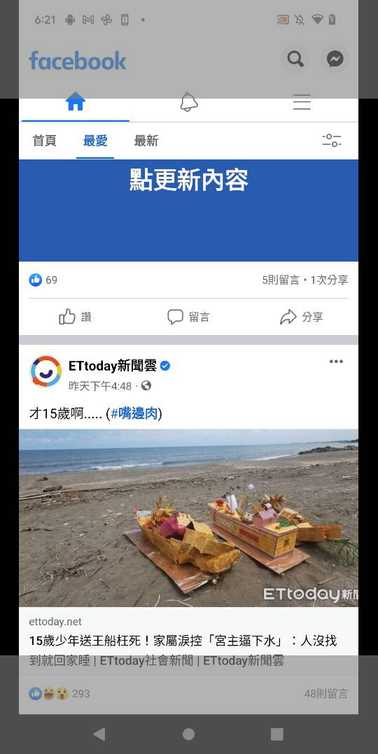 6:21
facebook
首頁 最愛 最新
點更新內容
69 5則留言・1次分享
讚 留言 分享
ETtoday新聞雲
昨天下午4:48
才15歲啊..... (#嘴邊肉)
ETtoday新聞
ettoday.net
15歲少年送王船枉死！家屬淚控「宮主逼下水」：人沒找
到就回家睡 | ETtoday社會新聞 | ETtoday新聞雲
293 48則留言